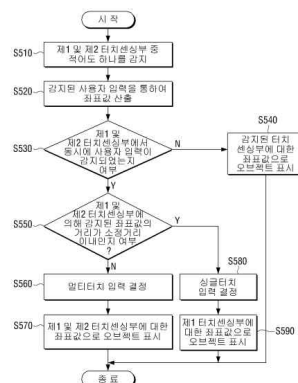 시 작
S510
제1 및 제2 터치센싱부 중
적어도 하나를 감지
S520
감지된 사용자 입력을 통하여
좌표값 산출
S530
제1 및
제2 터치센싱부에서
동시에 사용자 입력이
감지되었는지
여부
N
S540
감지된 터치
센싱부에 대한
좌표값으로
오브젝트 표시
Y
S550
제1 및
제2 터치센싱부에
의해 감지된 좌표값의
거리가 소정거리
이내인지 여부
?
Y
N
S560
멀티터치 입력 결정
S580
싱글터치
입력 결정
S570
제1 및 제2 터치센싱부에 대한
좌표값으로 오브젝트 표시
S590
제1 터치센싱부에
대한 좌표값으로
오브젝트 표시
종 료